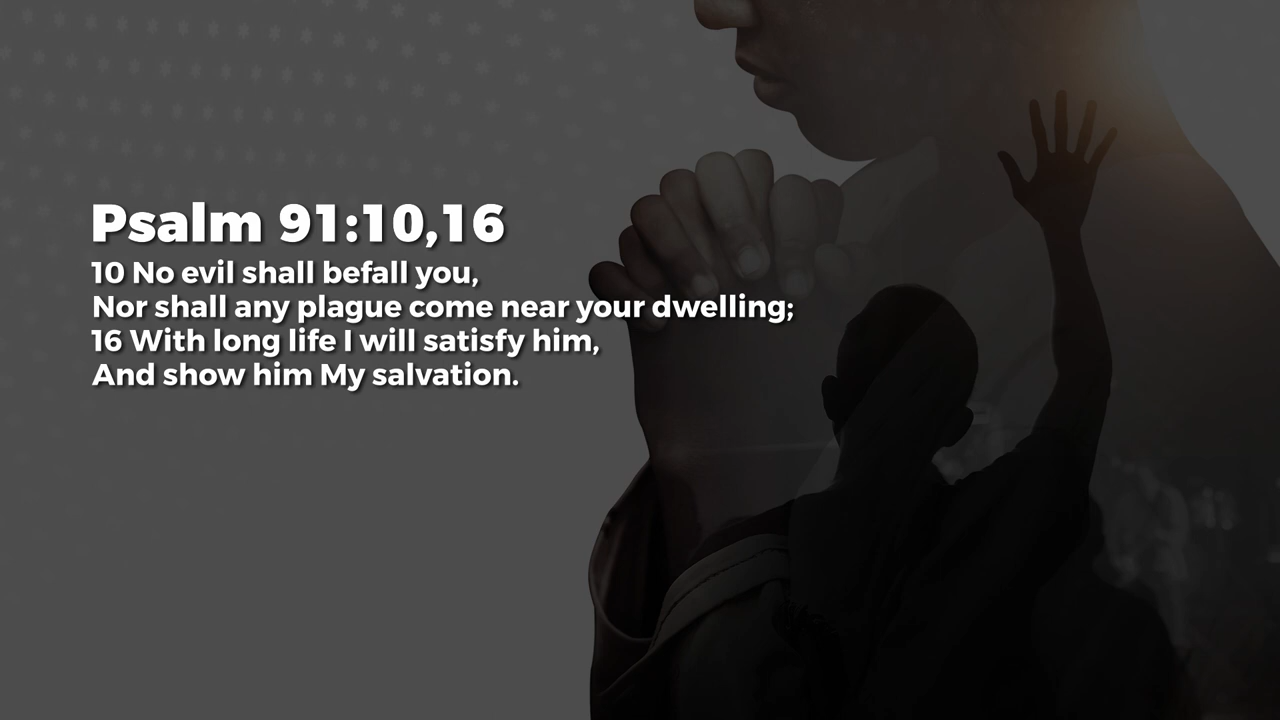 Psalm 91:10,16
10 No evil shall befall you,
Nor shall any plague come near your dwelling;
16 With long life I will satisfy him,
And show him My salvation.